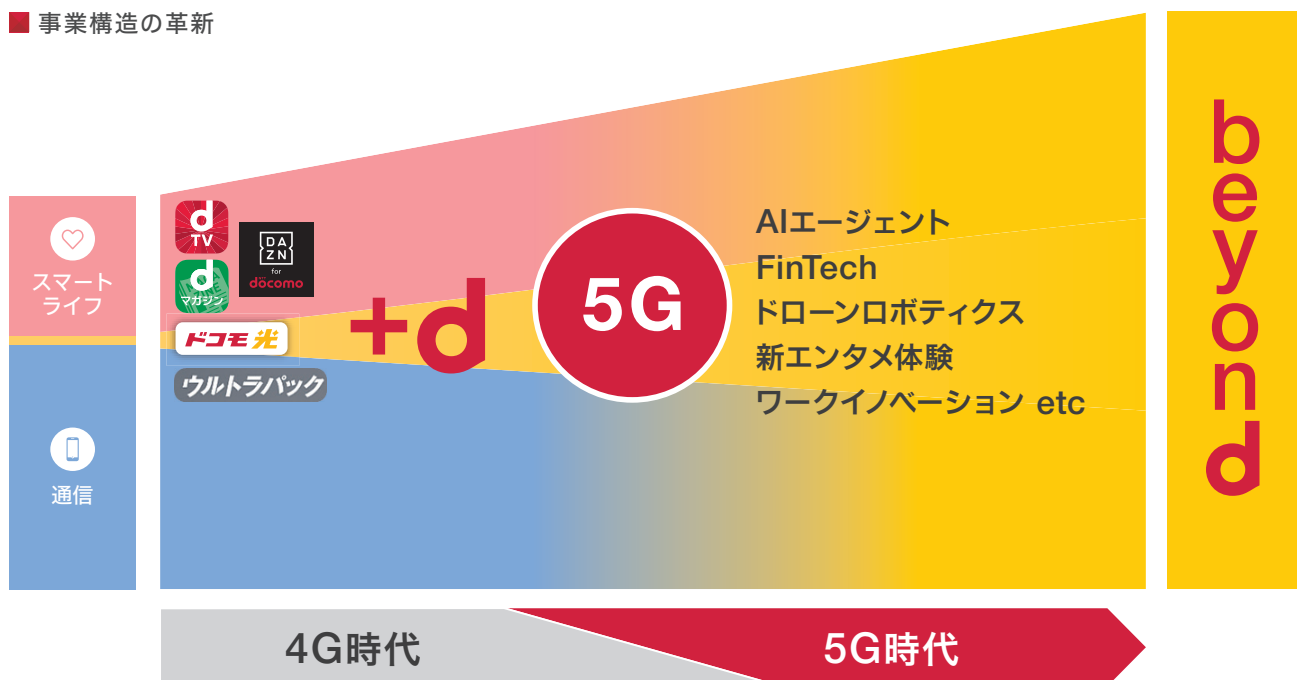 事業構造の革新
スマート
ライフ
通信
d
TV
d
マガジン
DA
ZN
for
döcomo
ドコモ光
ウルトラパック
+d
5G
AIエージェント
FinTech
ドローンロボティクス
新エンタメ体験
ワークイノベーション etc
beyond
4G時代
5G時代